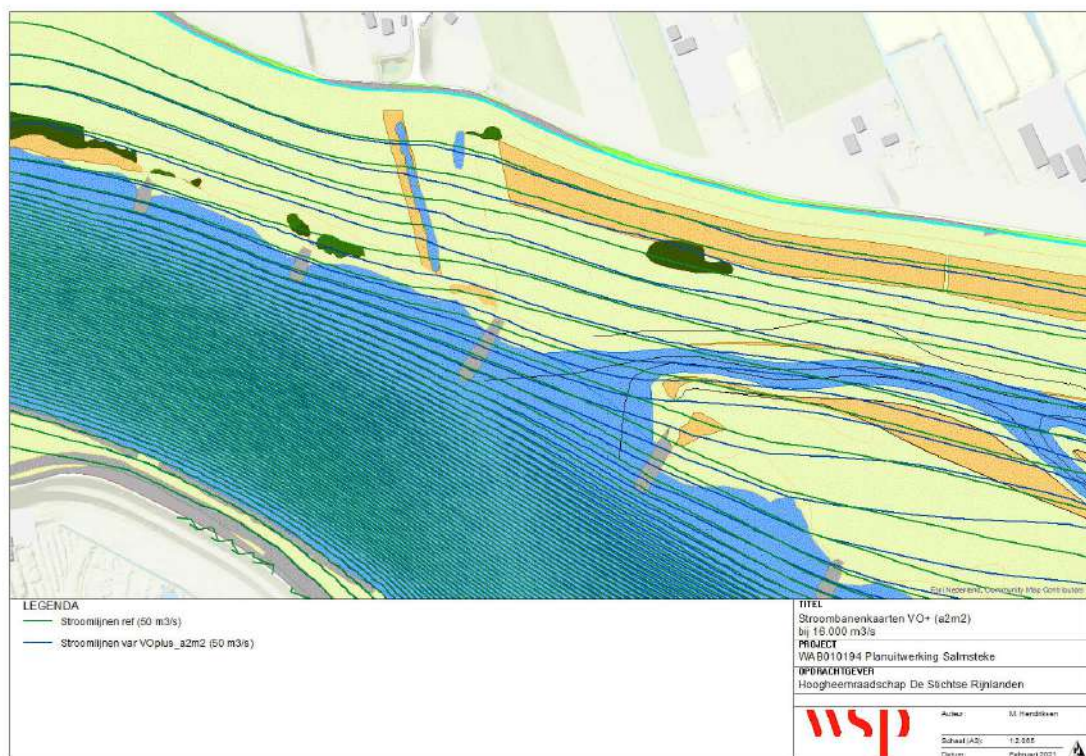 Esri Nederland, Community Map Contributors
LEGENDA
Stroomlijnen ref (50 m3/s)
Stroomlijnen var VOplus_a2m2 (50 m3/s)
TITEL
Stroombanenkaarten VO+ (a2m2)
bij 16.000 m3/s
PROJECT
WAB010194 Planuitwerking Salmsteke
OPDRACHTGEVER
Hoogheemraadschap De Stichtse Rijnlanden
wsp
Auteur: M. Hendriksen
Schaal (A3):
Datum: Februari 2021